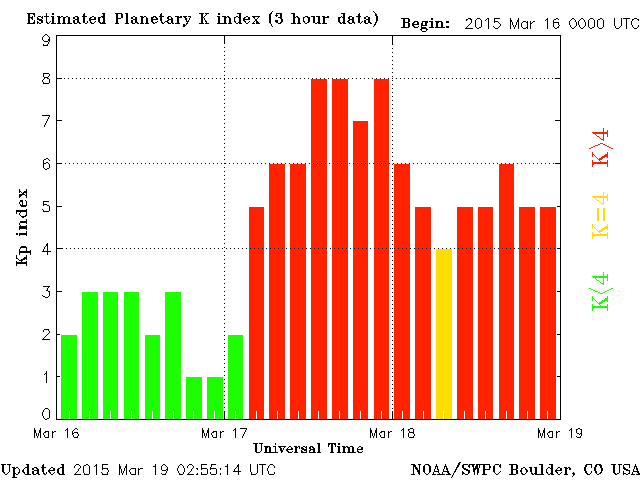 Estimated Planetary K index (3 hour data) Begin: 2015 Mar 16 0000 UTC
9
8
7
6
5
4
3
2
1
0
Kp index
K>4
K=4
K<4
Mar 16 Mar 17 Mar 18 Mar 19
Universal Time
Updated 2015 Mar 19 02:55:14 UTC NOAA/SWPC Boulder, CO USA